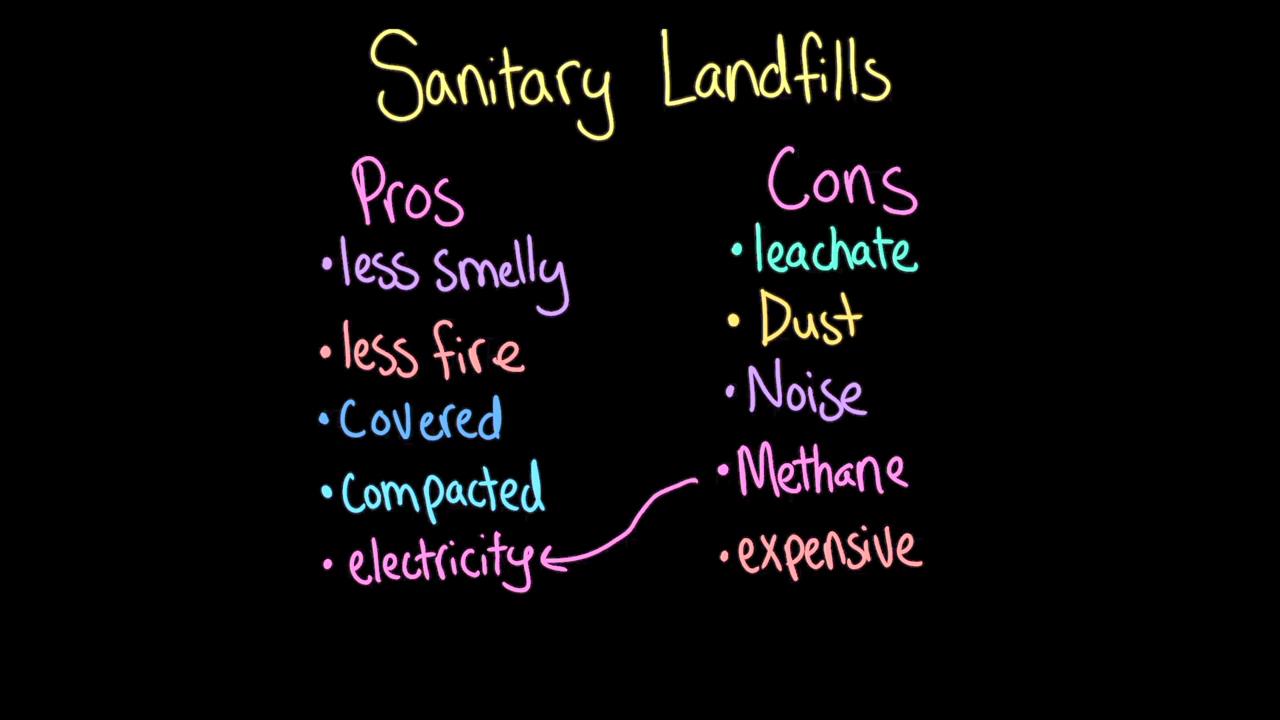 Sanitary Landfills
Pros
• less smelly
• less fire
• Covered
• Compacted
• electricity
Cons
• leachate
• Dust
• Noise
• Methane
• expensive